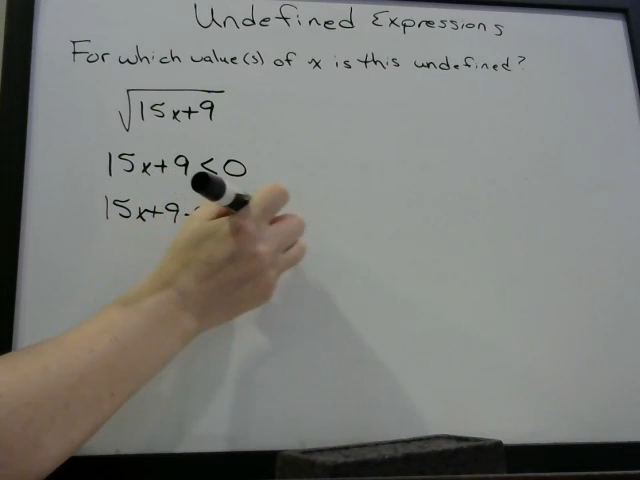 Undefined Expressions
For which value(s) of x is this undefined?
√15x+9
15x+9<0
15x+9-